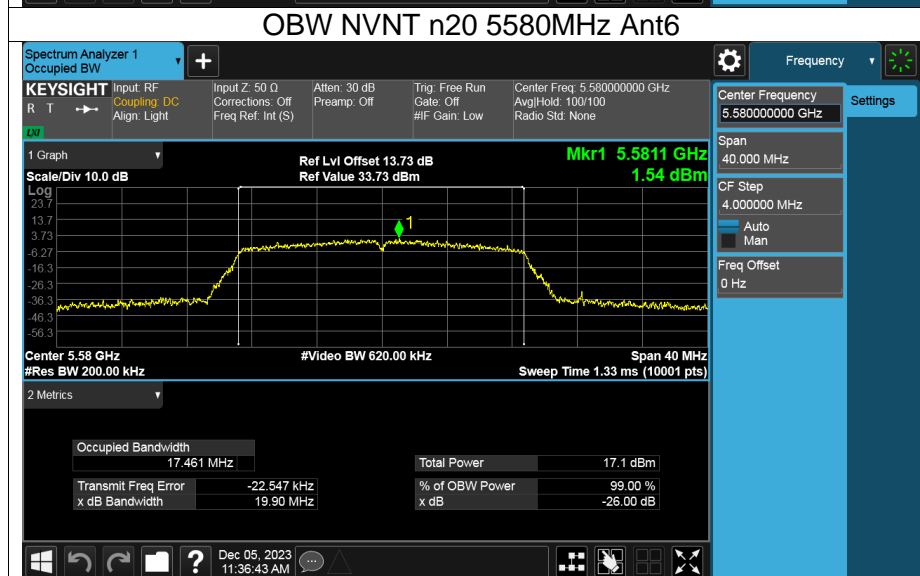 OBW NVNT n20 5580MHz Ant6
Spectrum Analyzer 1
Occupied BW
+
Frequency
KEYSIGHT
R T
LXI
Input: RF
Coupling: DC
Align: Light
Input Z: 50 Ω
Corrections: Off
Freq Ref: Int (S)
Atten: 30 dB
Preamp: Off
Trig: Free Run
Gate: Off
#IF Gain: Low
Center Freq: 5.580000000 GHz
Avg|Hold: 100/100
Radio Std: None
Center Frequency
5.580000000 GHz
Settings
Span
40.000 MHz
CF Step
4.000000 MHz
Auto
Man
Freq Offset
0 Hz
1 Graph
Scale/Div 10.0 dB
Ref Lvl Offset 13.73 dB
Ref Value 33.73 dBm
Mkr1 5.5811 GHz
1.54 dBm
Log
23.7
13.7
3.73
-6.27
-16.3
-26.3
-36.3
-46.3
-56.3
1
Center 5.58 GHz
#Video BW 620.00 kHz
Span 40 MHz
#Res BW 200.00 kHz
Sweep Time 1.33 ms (10001 pts)
2 Metrics
Occupied Bandwidth
17.461 MHz
Total Power 17.1 dBm
Transmit Freq Error -22.547 kHz
% of OBW Power 99.00 %
x dB Bandwidth 19.90 MHz
x dB -26.00 dB
?
Dec 05, 2023
11:36:43 AM